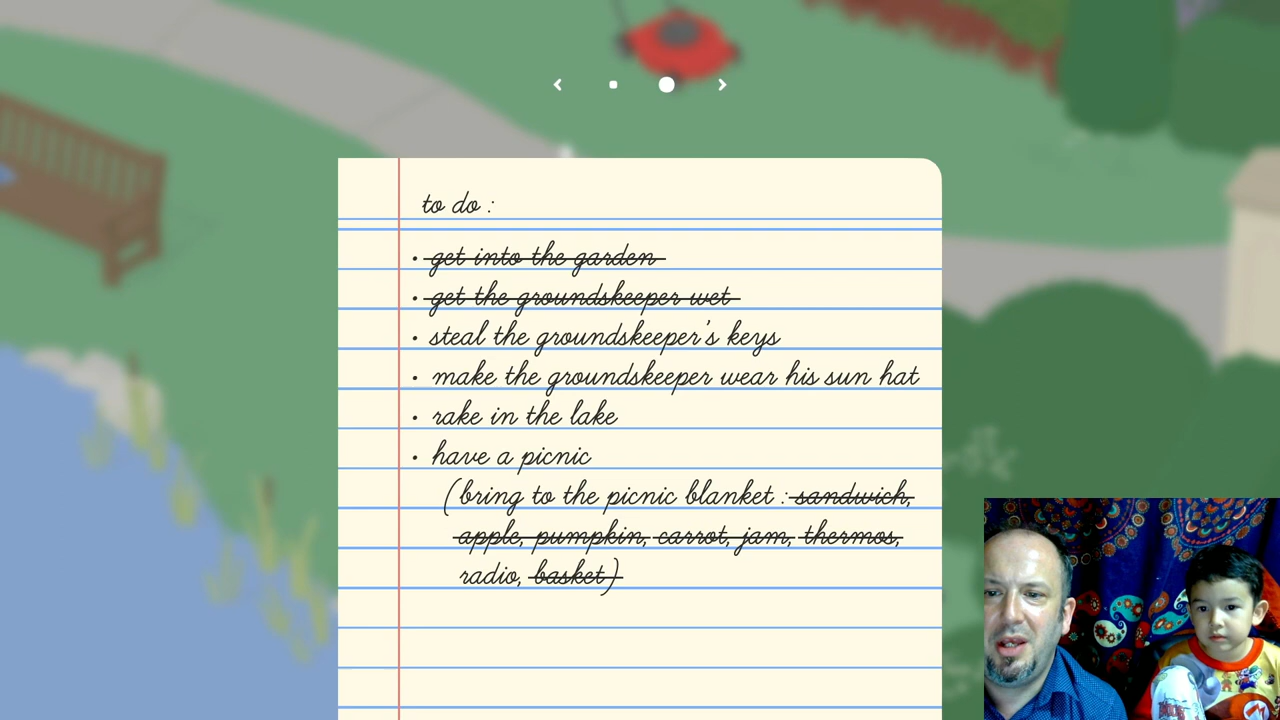 to do :
• get into the garden
• get the groundskeeper wet
• steal the groundskeeper's keys
• make the groundskeeper wear his sun hat
• rake in the lake
• have a picnic
(bring to the picnic blanket : sandwich,
apple, pumpkin, carrot, jam, thermos,
radio, basket)